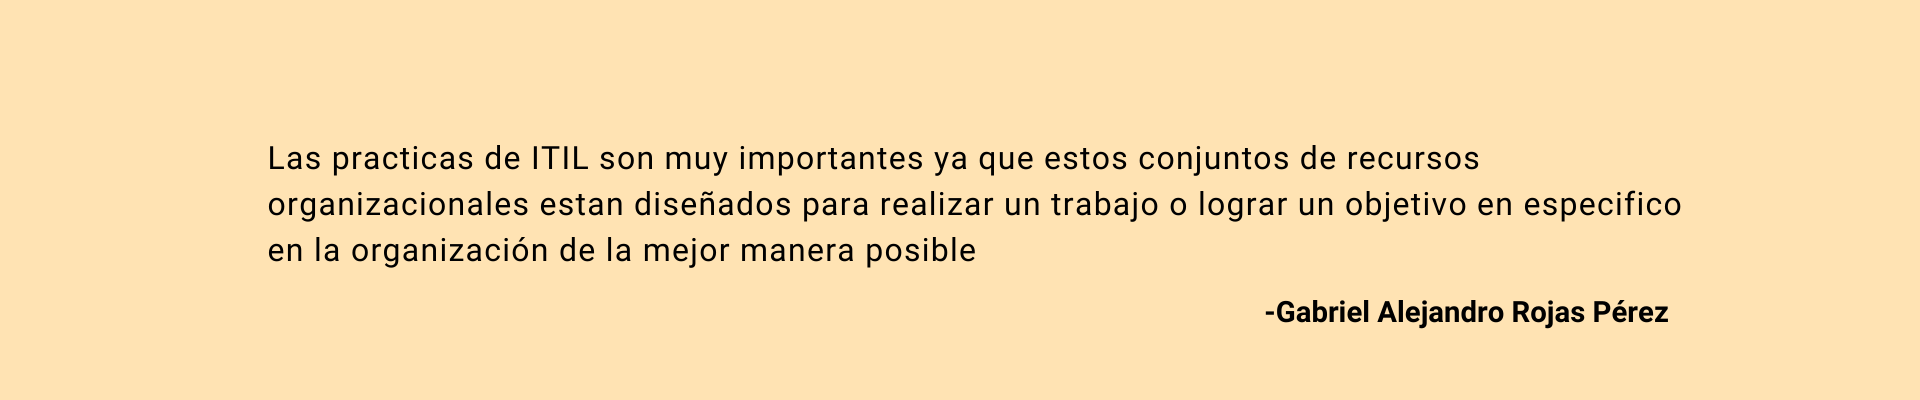 Las practicas de ITIL son muy importantes ya que estos conjuntos de recursos
organizacionales estan diseñados para realizar un trabajo o lograr un objetivo en especifico
en la organización de la mejor manera posible
-Gabriel Alejandro Rojas Pérez